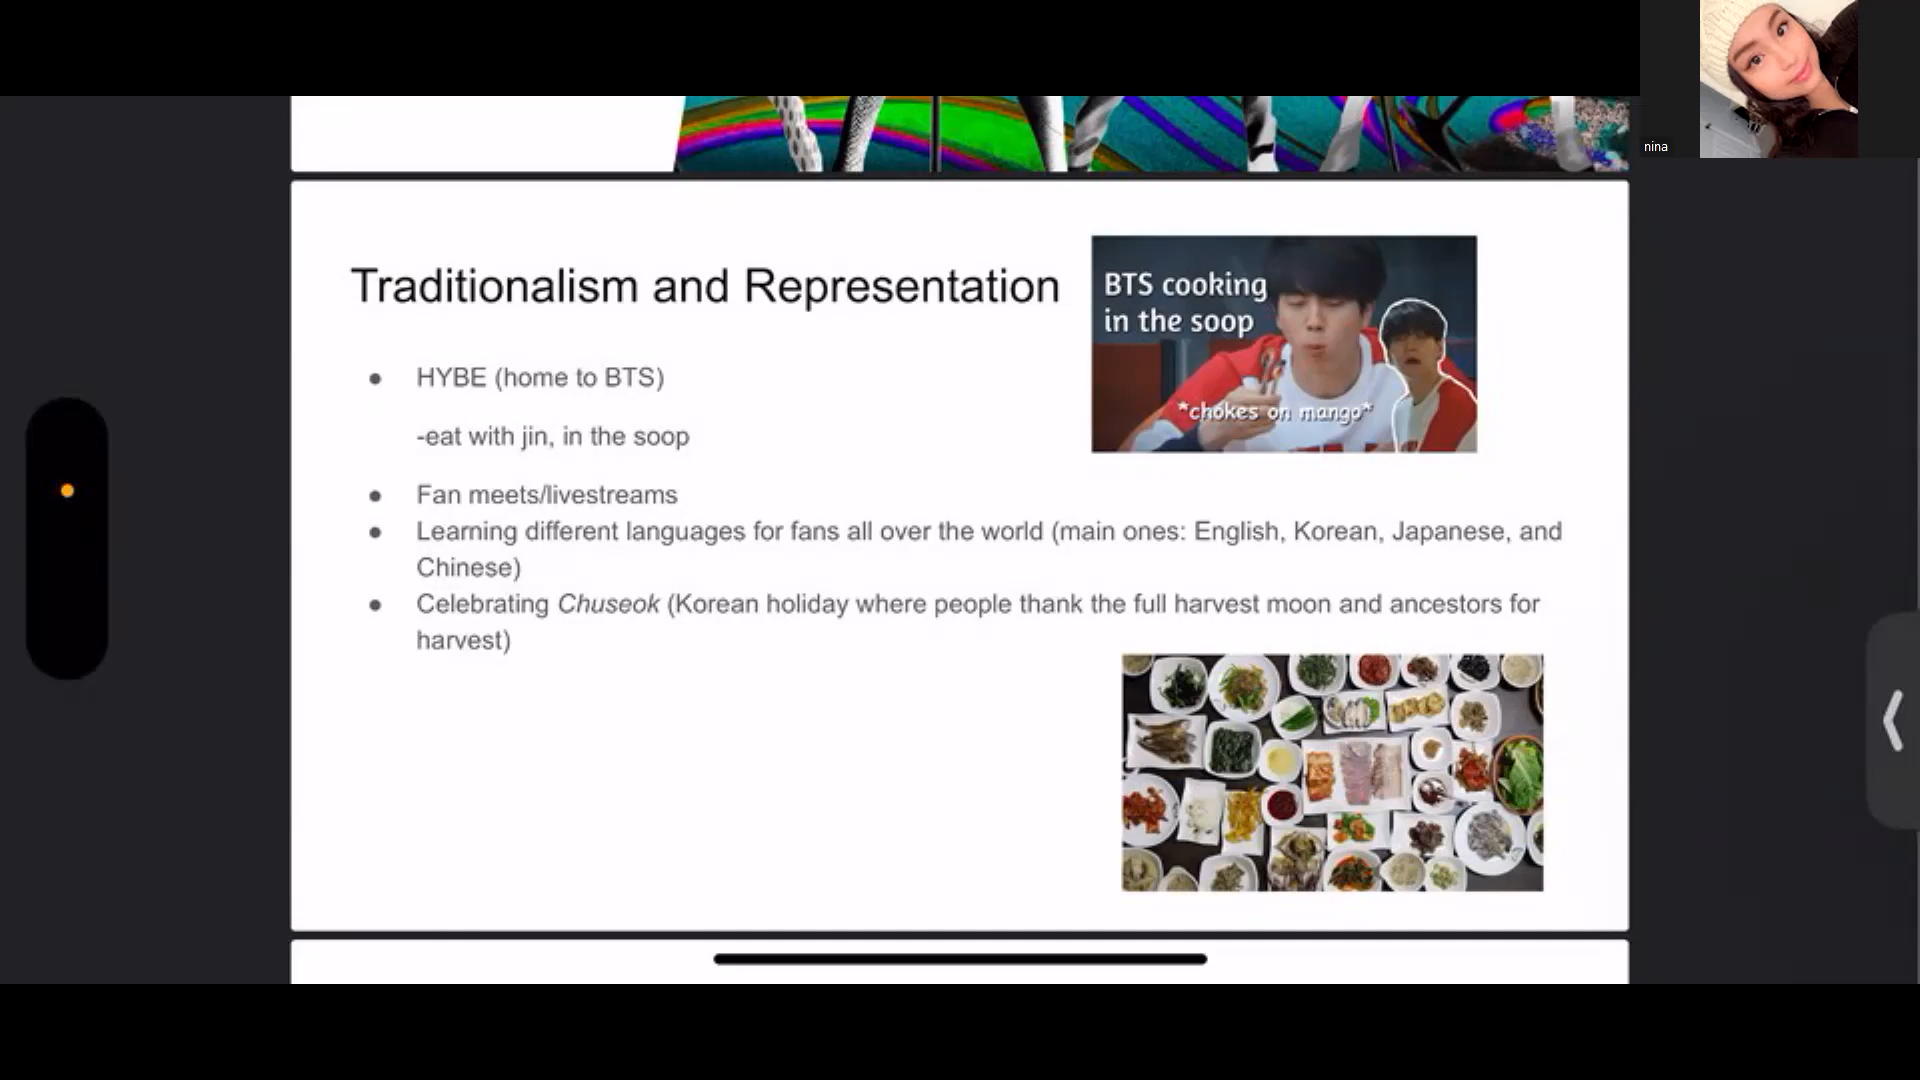 nina
Traditionalism and Representation
BTS cooking
in the soop
*chokes on mango*
● HYBE (home to BTS)
-eat with jin, in the soop
● Fan meets/livestreams
● Learning different languages for fans all over the world (main ones: English, Korean, Japanese, and
Chinese)
● Celebrating Chuseok (Korean holiday where people thank the full harvest moon and ancestors for
harvest)